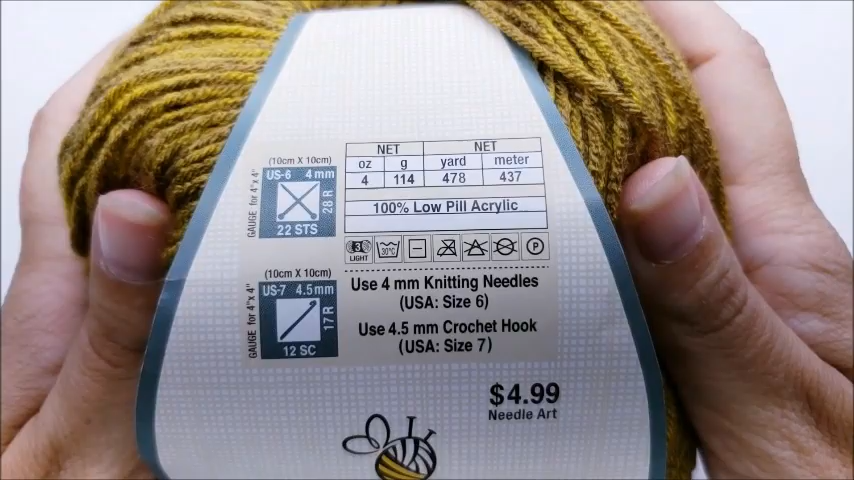 NET NET
oz g yard meter
4 114 478 437
100% Low Pill Acrylic
(10cm X 10cm)
US-6 4 mm
GAUGE for 4"x 4"
28 R
22 STS
3
LIGHT
30°C
P
(10cm X 10cm)
US-7 4.5 mm
GAUGE for 4"x 4"
17 R
12 SC
Use 4 mm Knitting Needles
(USA: Size 6)
Use 4.5 mm Crochet Hook
(USA: Size 7)
$4.99
Needle Art